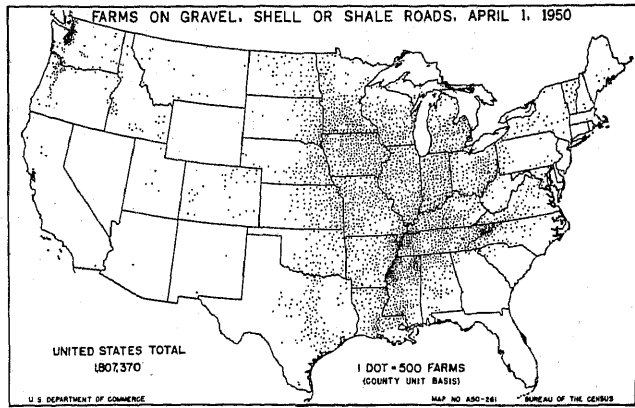 FARMS ON GRAVEL, SHELL OR SHALE ROADS, APRIL 1, 1950
UNITED STATES TOTAL
1,807,370
1 DOT = 500 FARMS
(COUNTY UNIT BASIS)
U. S. DEPARTMENT OF COMMERCE
MAP NO A50-261
BUREAU OF THE CENSUS